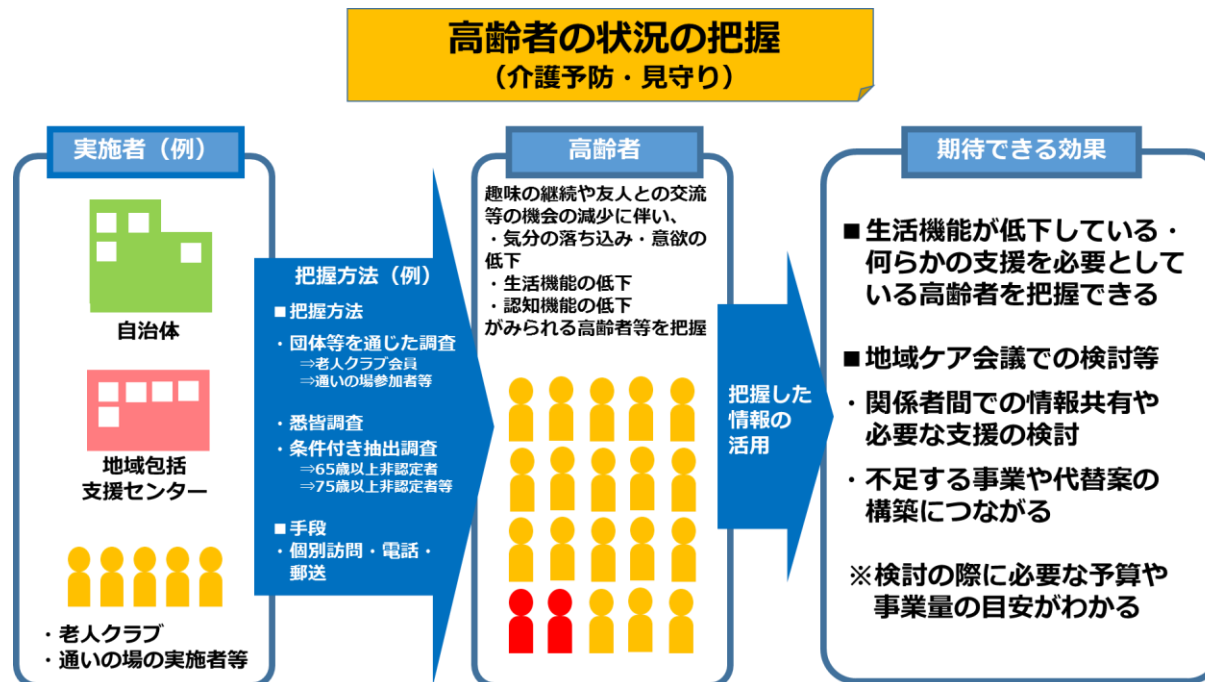 高齢者の状況の把握
（介護予防・見守り）
実施者（例）
自治体
地域包括
支援センター
・老人クラブ
・通いの場の実施者等
把握方法（例）
■把握方法
・団体等を通じた調査
⇒老人クラブ会員
⇒通いの場参加者等
・悉皆調査
・条件付き抽出調査
⇒65歳以上非認定者
⇒75歳以上非認定者等
■手段
・個別訪問・電話・
郵送
高齢者
趣味の継続や友人との交流
等の機会の減少に伴い、
・気分の落ち込み・意欲の
低下
・生活機能の低下
・認知機能の低下
がみられる高齢者等を把握
把握した
情報の
活用
期待できる効果
■生活機能が低下している・
何らかの支援を必要として
いる高齢者を把握できる
■地域ケア会議での検討等
・関係者間での情報共有や
必要な支援の検討
・不足する事業や代替案の
構築につながる
※検討の際に必要な予算や
事業量の目安がわかる